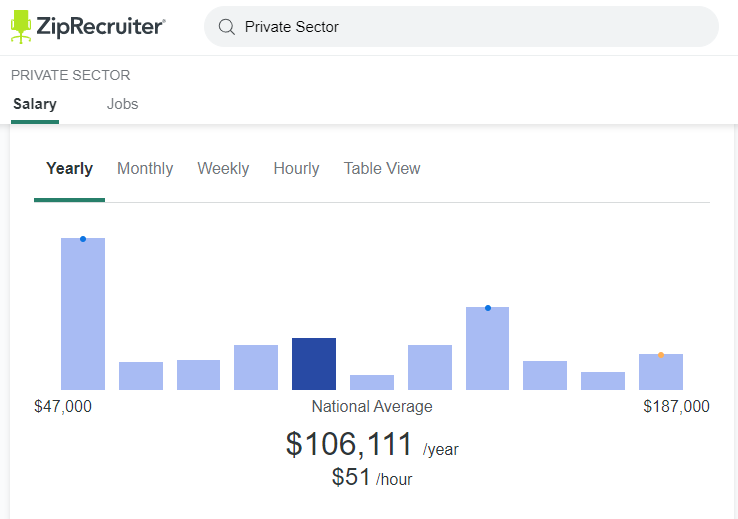 ZipRecruiter®
Private Sector
PRIVATE SECTOR
Salary Jobs
Yearly Monthly Weekly Hourly Table View
$47,000 National Average $187,000
$106,111 /year
$51 /hour